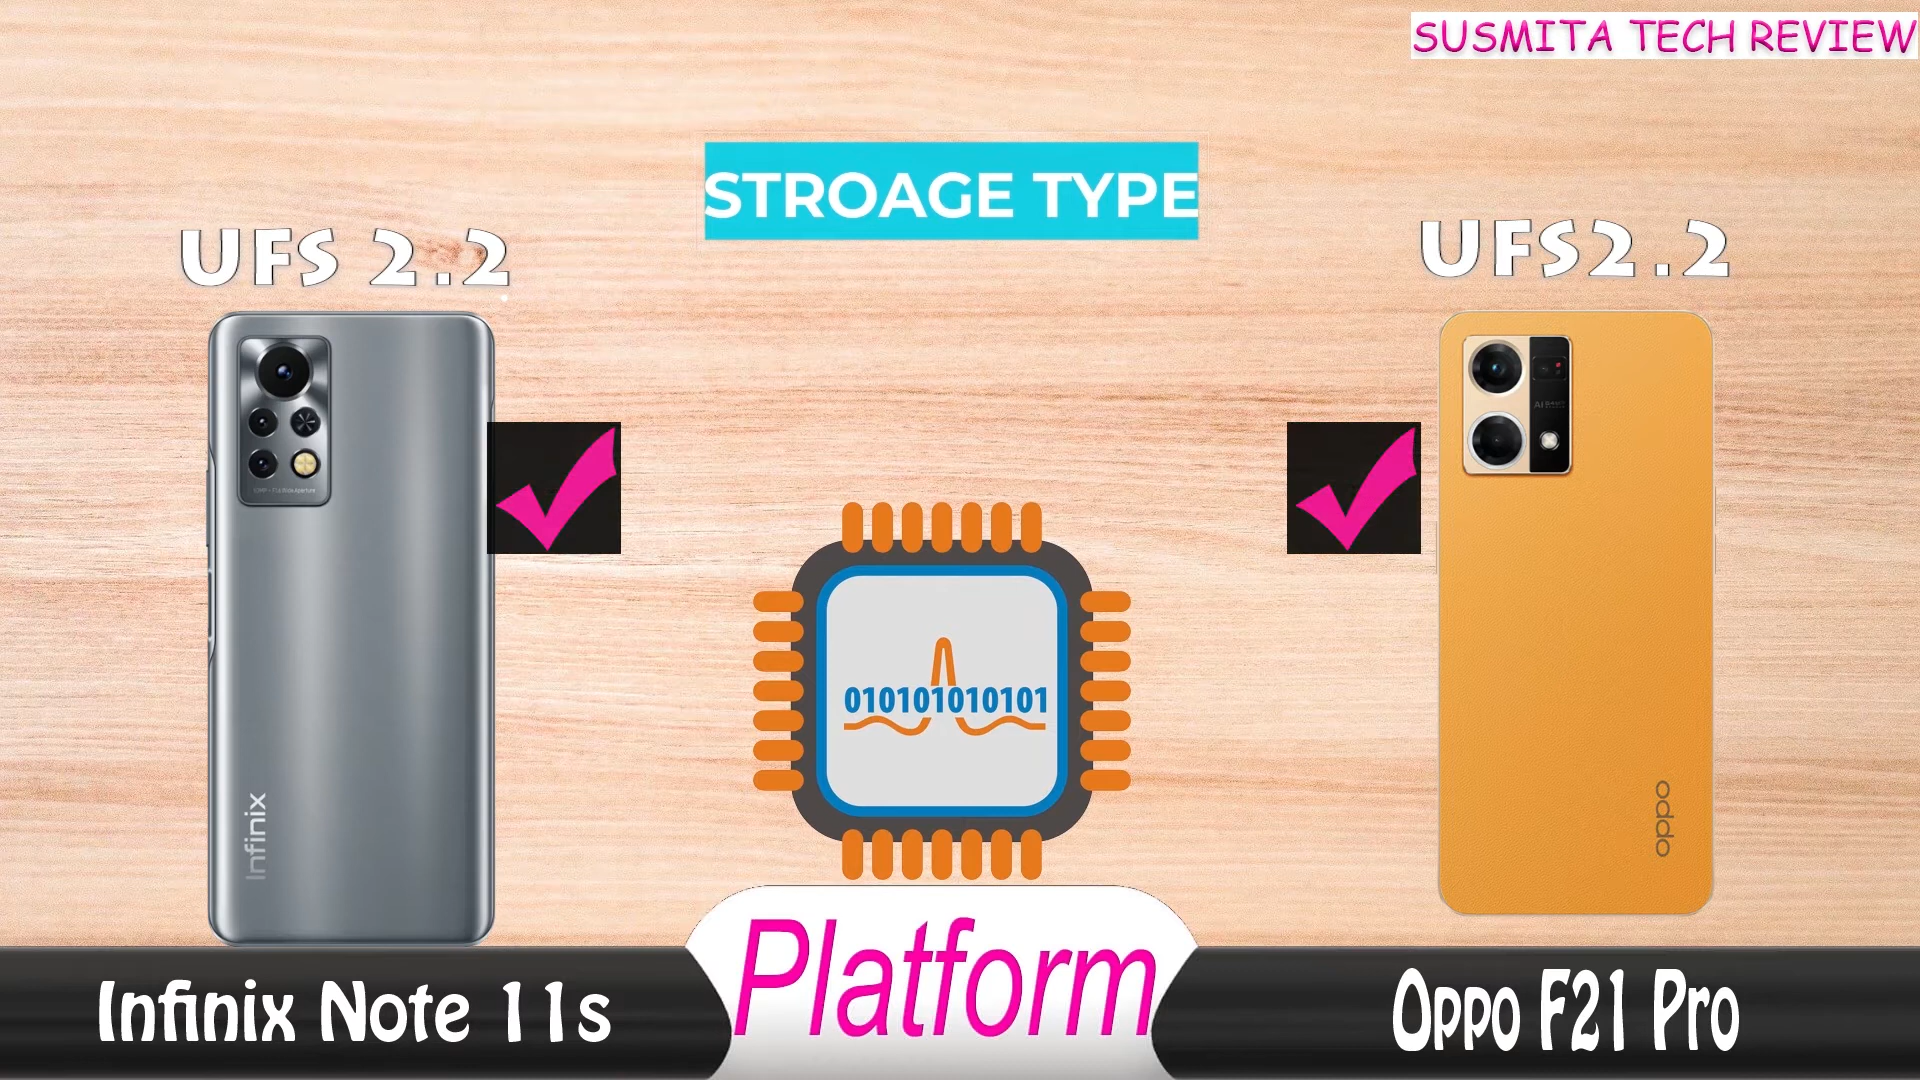 SUSMITA TECH REVIEW
STROAGE TYPE
UFS 2.2
UFS2.2
010101010101
Infinix
oppo
Infinix Note 11s
Platform
Oppo F21 Pro